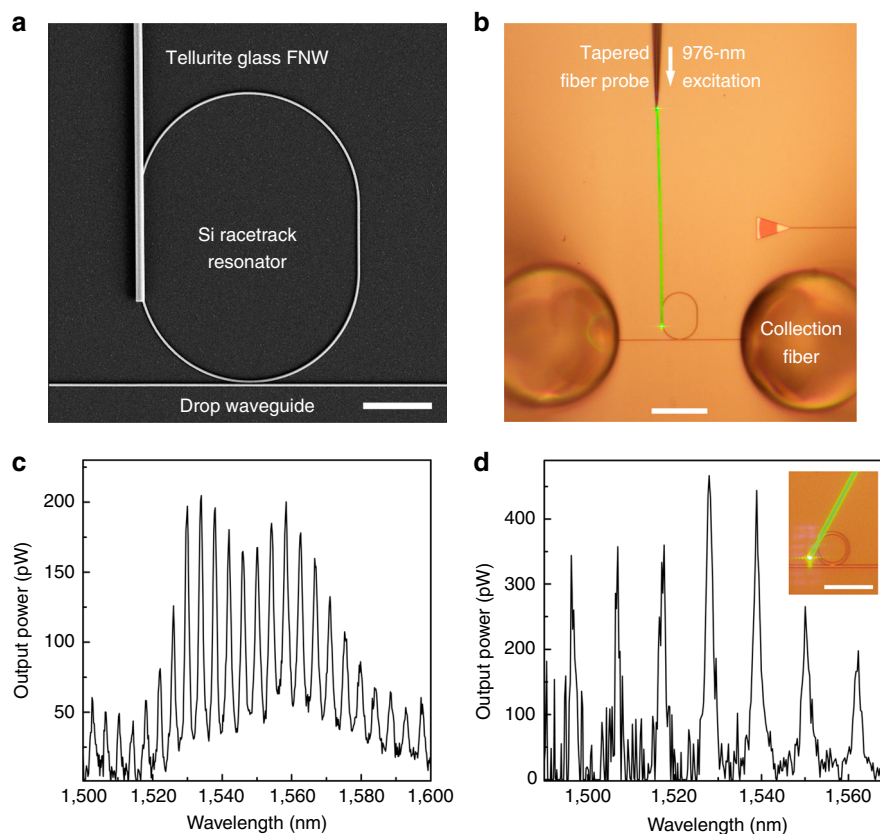 a
Tellurite glass FNW
Si racetrack
resonator
Drop waveguide
b
Tapered
fiber probe
976-nm
excitation
Collection
fiber
c
Output power (pW)
200
150
100
50
1,500
1,520
1,540
1,560
1,580
1,600
Wavelength (nm)
d
Output power (pW)
400
300
200
100
0
1,500
1,520
1,540
1,560
Wavelength (nm)